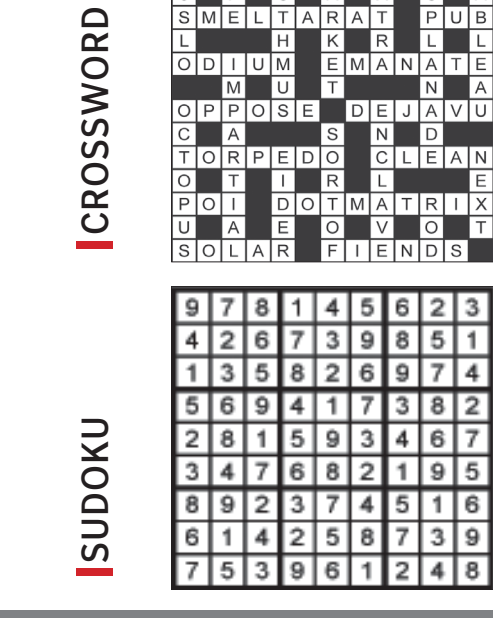 CROSSWORD
S M E L T A R A T P U B
L H K R L L
O D I U M E M A N A T E
M U T N A
O P P O S E D E J A V U
C A S N D
T O R P E D O C L E A N
O T I R L E
P O I D O T M A T R I X
U A E O V O T
S O L A R F I E N D S
SUDOKU
9 7 8 1 4 5 6 2 3
4 2 6 7 3 9 8 5 1
1 3 5 8 2 6 9 7 4
5 6 9 4 1 7 3 8 2
2 8 1 5 9 3 4 6 7
3 4 7 6 8 2 1 9 5
8 9 2 3 7 4 5 1 6
6 1 4 2 5 8 7 3 9
7 5 3 9 6 1 2 4 8